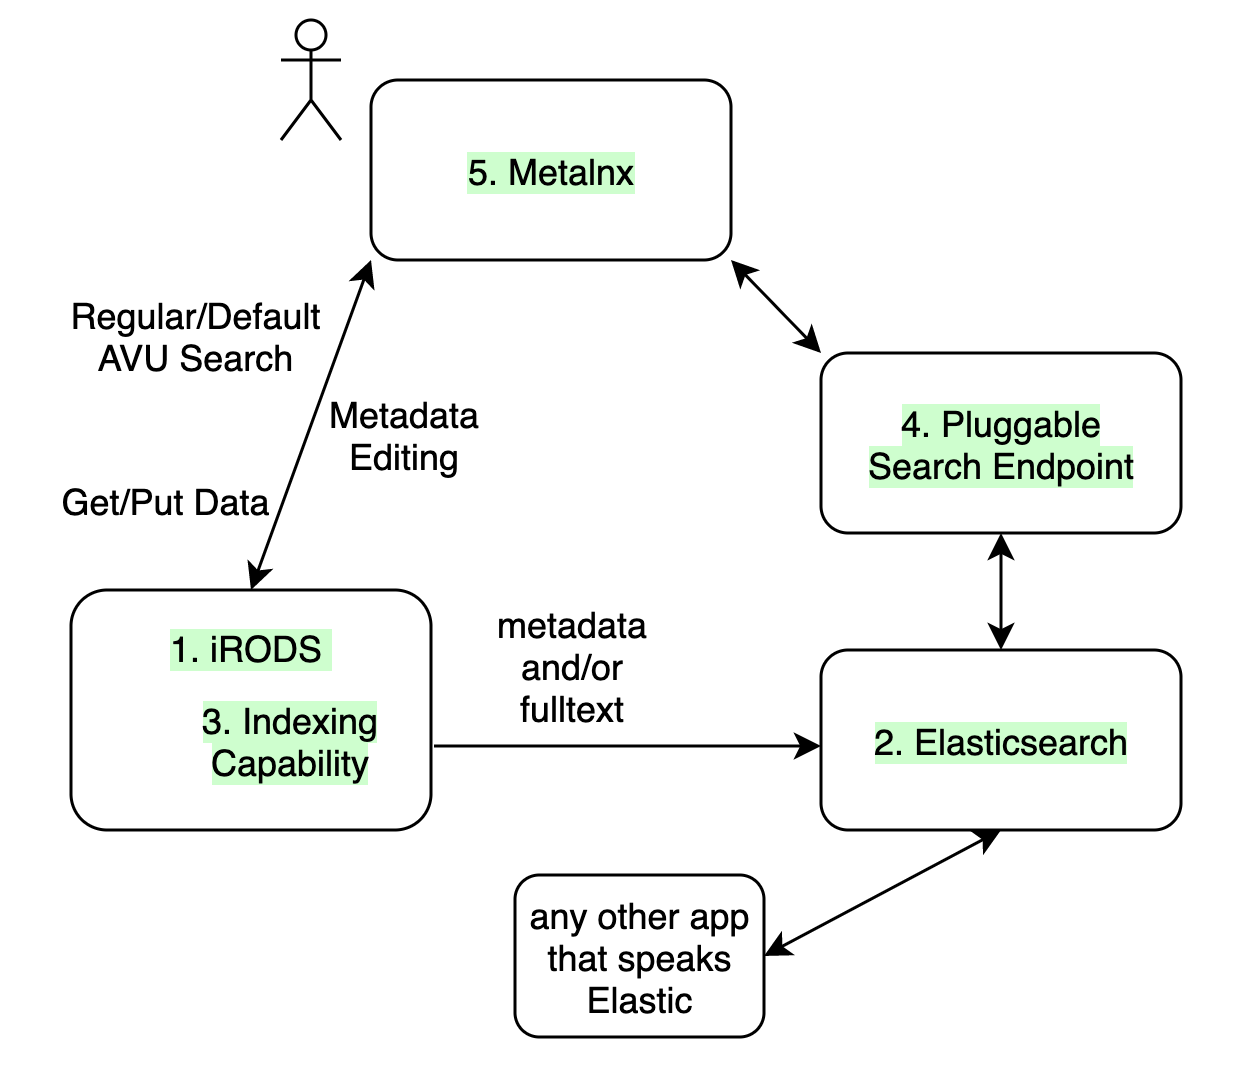 5. Metalnx
Regular/Default
AVU Search
Metadata
Editing
Get/Put Data
4. Pluggable
Search Endpoint
1. iRODS
3. Indexing
Capability
metadata
and/or
fulltext
2. Elasticsearch
any other app
that speaks
Elastic